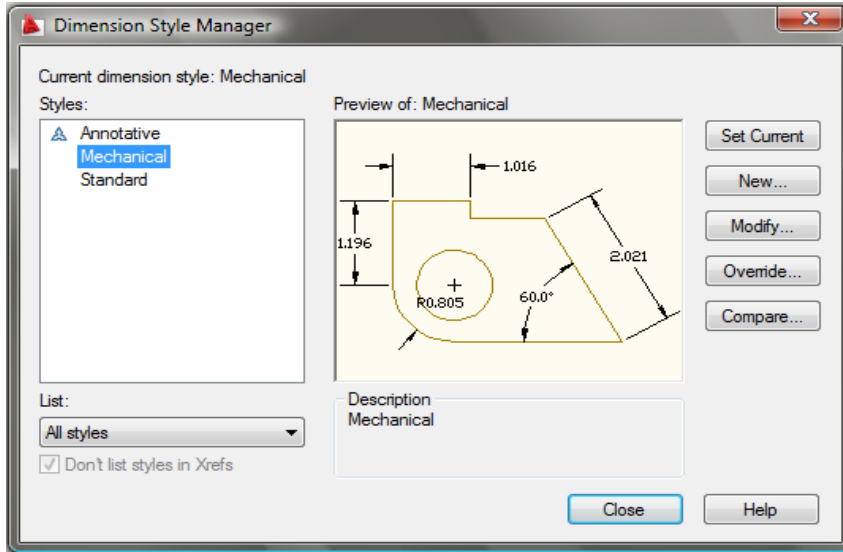 Dimension Style Manager
X
Current dimension style: Mechanical
Styles:
Annotative
Mechanical
Standard
Preview of: Mechanical
1.016
1.196
2.021
R0.805
60.0°
Set Current
New...
Modify...
Override...
Compare...
List:
All styles
Don't list styles in Xrefs
Description
Mechanical
Close
Help